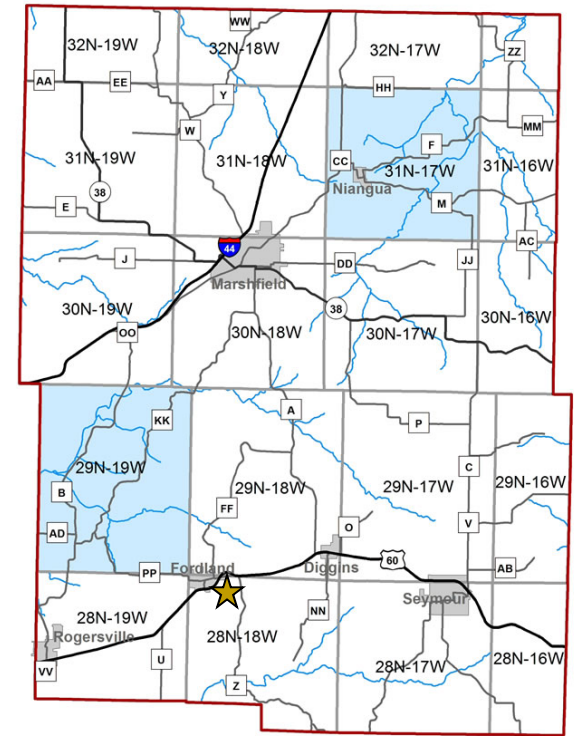 WW
32N-19W
32N-18W
32N-17W
ZZ
AA
EE
Y
HH
MM
W
31N-19W
31N-18W
CC
F
31N-17W
31N-16W
Niangua
38
E
M
44
AC
J
DD
JJ
Marshfield
30N-19W
38
30N-16W
OO
30N-18W
30N-17W
KK
A
P
29N-19W
C
B
29N-18W
29N-17W
29N-16W
FF
AD
O
V
PP
Fordland
Diggins
60
AB
28N-19W
NN
Seymour
Rogersville
28N-18W
U
28N-17W
28N-16W
VV
Z